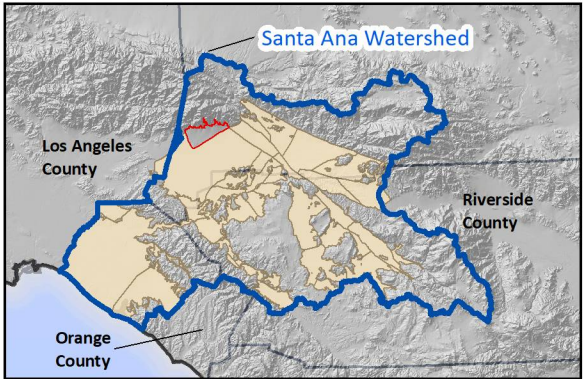 Santa Ana Watershed
Los Angeles
County
Riverside
County
Orange
County